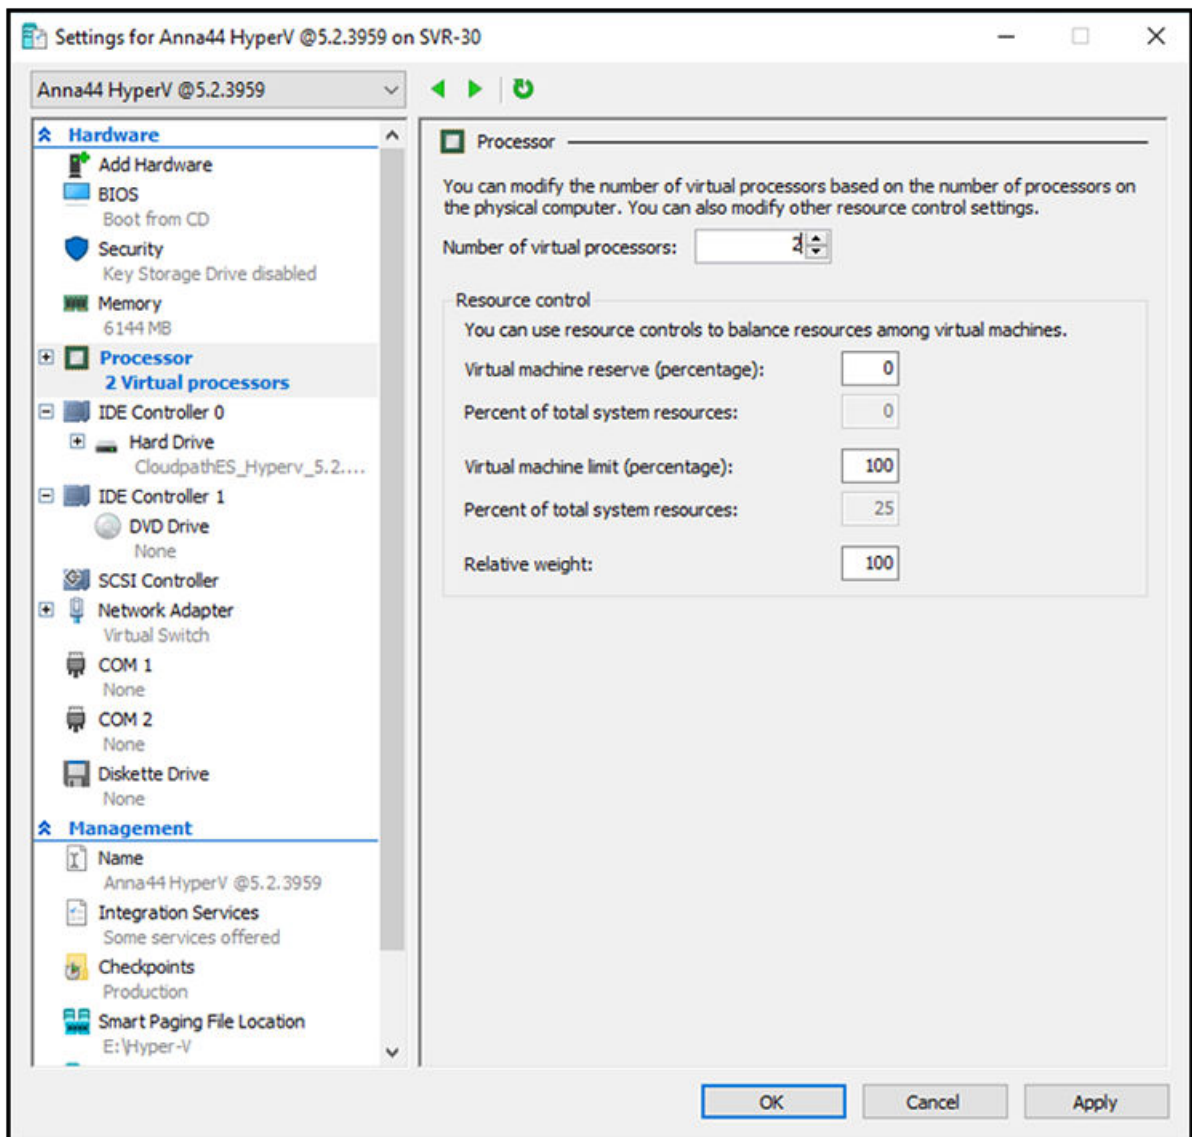 Settings for Anna44 HyperV @5.2.3959 on SVR-30
Anna44 HyperV @5.2.3959
Hardware
Add Hardware
BIOS
Boot from CD
Security
Key Storage Drive disabled
Memory
6144 MB
Processor
2 Virtual processors
IDE Controller 0
Hard Drive
CloudpathES_Hyperv_5.2....
IDE Controller 1
DVD Drive
None
SCSI Controller
Network Adapter
Virtual Switch
COM 1
None
COM 2
None
Diskette Drive
None
Management
Name
Anna44 HyperV @5.2.3959
Integration Services
Some services offered
Checkpoints
Production
Smart Paging File Location
E:\Hyper-V
Processor
You can modify the number of virtual processors based on the number of processors on
the physical computer. You can also modify other resource control settings.
Number of virtual processors: 2
Resource control
You can use resource controls to balance resources among virtual machines.
Virtual machine reserve (percentage): 0
Percent of total system resources: 0
Virtual machine limit (percentage): 100
Percent of total system resources: 25
Relative weight: 100
OK Cancel Apply